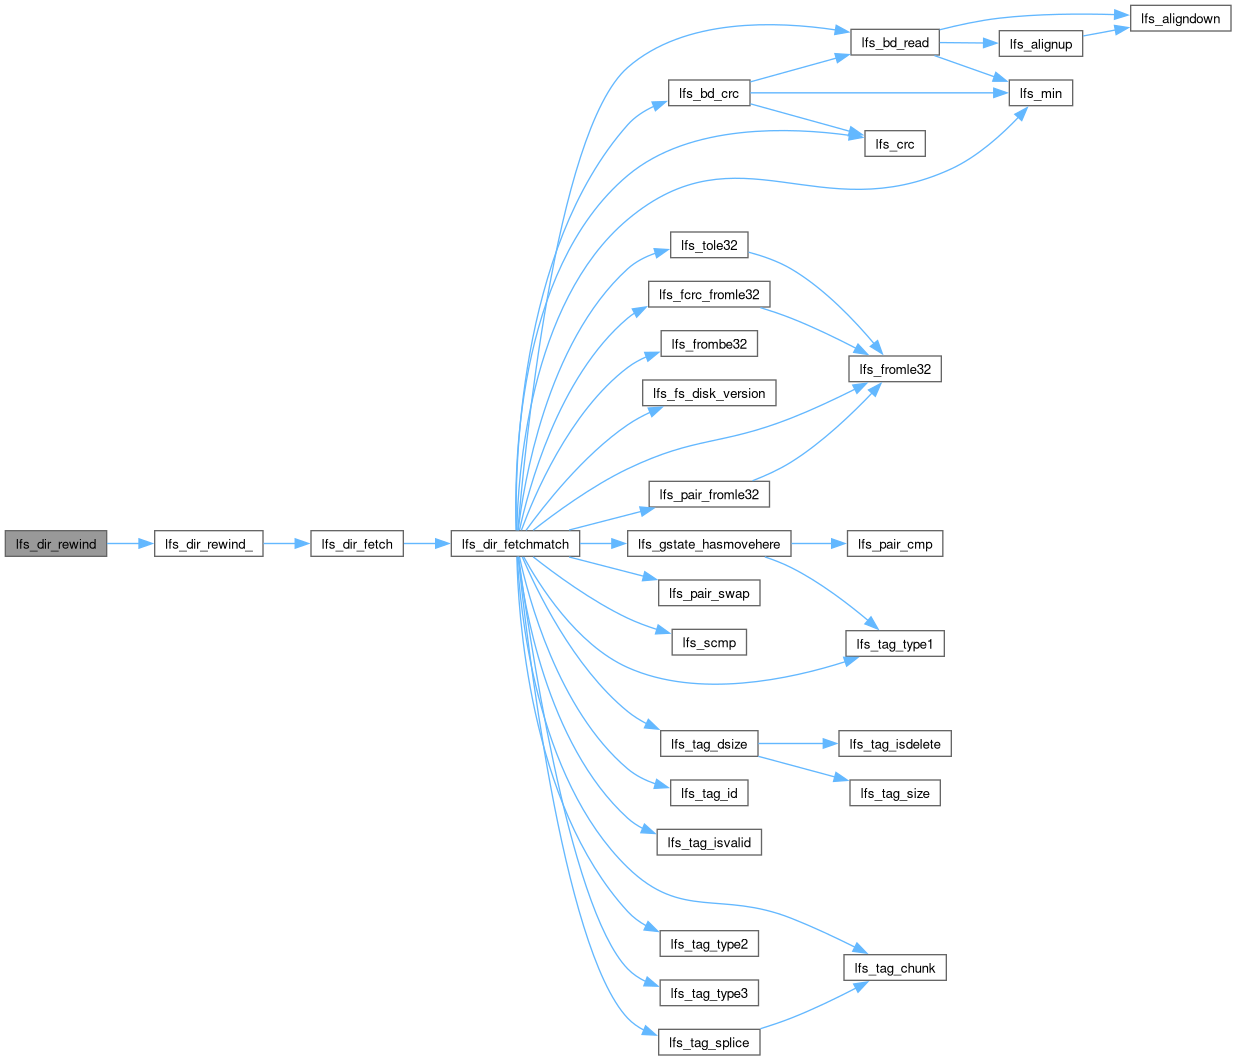 lfs_aligndown
lfs_bd_read
lfs_alignup
lfs_bd_crc
lfs_min
lfs_crc
lfs_tole32
lfs_fcrc_fromle32
lfs_frombe32
lfs_fromle32
lfs_fs_disk_version
lfs_pair_fromle32
lfs_dir_rewind
lfs_dir_rewind_
lfs_dir_fetch
lfs_dir_fetchmatch
lfs_gstate_hasmovehere
lfs_pair_cmp
lfs_pair_swap
lfs_scmp
lfs_tag_type1
lfs_tag_dsize
lfs_tag_isdelete
lfs_tag_id
lfs_tag_size
lfs_tag_isvalid
lfs_tag_type2
lfs_tag_chunk
lfs_tag_type3
lfs_tag_splice